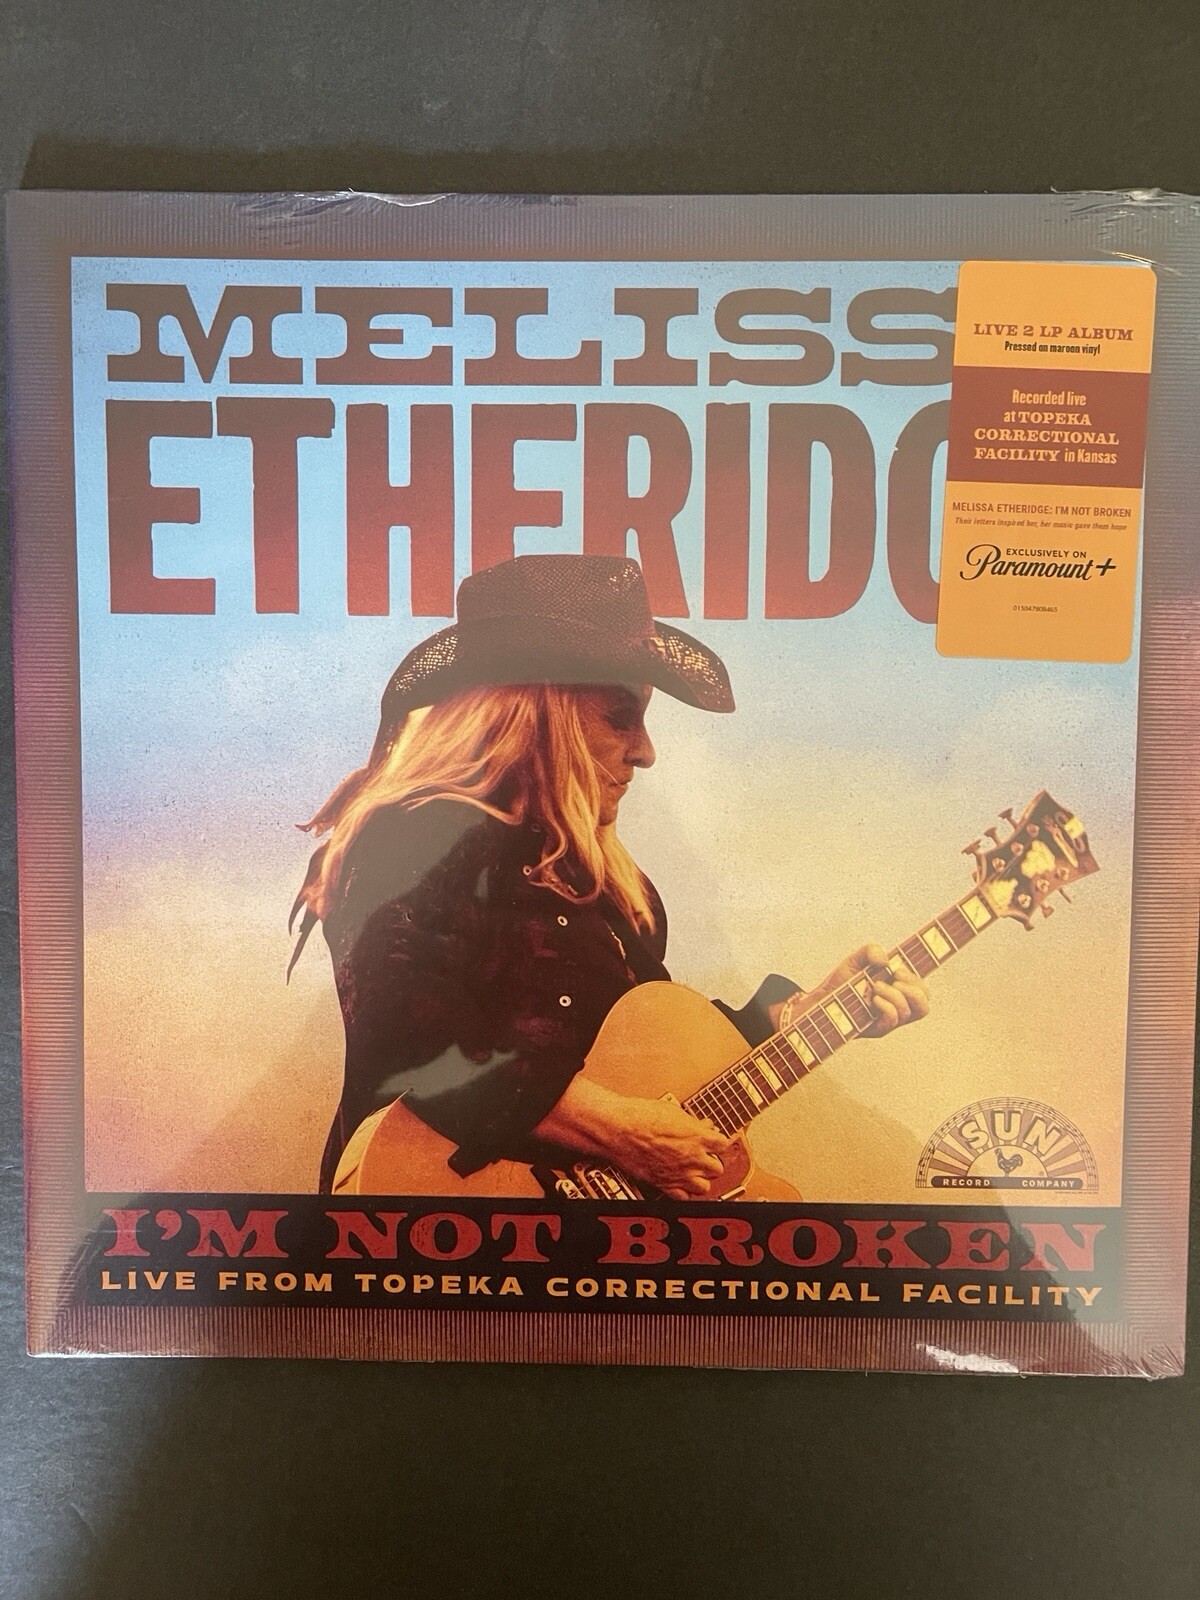 MELISS
ETHERIDG
LIVE 2 LP ALBUM
Pressed on maroon vinyl
Recorded live
at TOPEKA
CORRECTIONAL
FACILITY in Kansas
MELISSA ETHERIDGE: I'M NOT BROKEN
Their letters inspired her, her music gave them hope
EXCLUSIVELY ON
Paramount+
015047808465
SUN
RECORD COMPANY
I'M NOT BROKEN
LIVE FROM TOPEKA CORRECTIONAL FACILITY